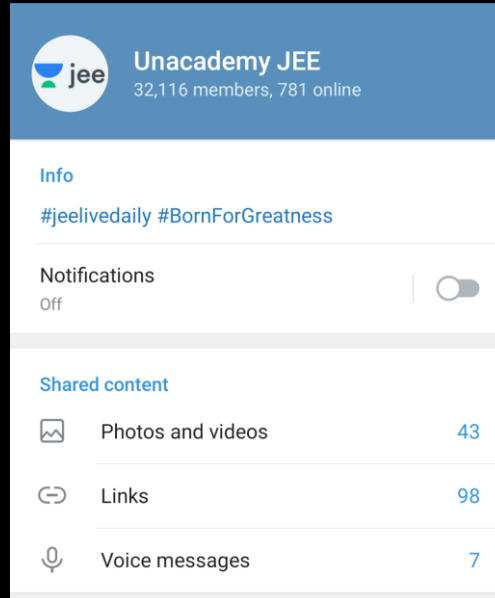 jee
Unacademy JEE
32,116 members, 781 online
Info
#jeelivedaily #BornForGreatness
Notifications
Off
Shared content
Photos and videos 43
Links 98
Voice messages 7